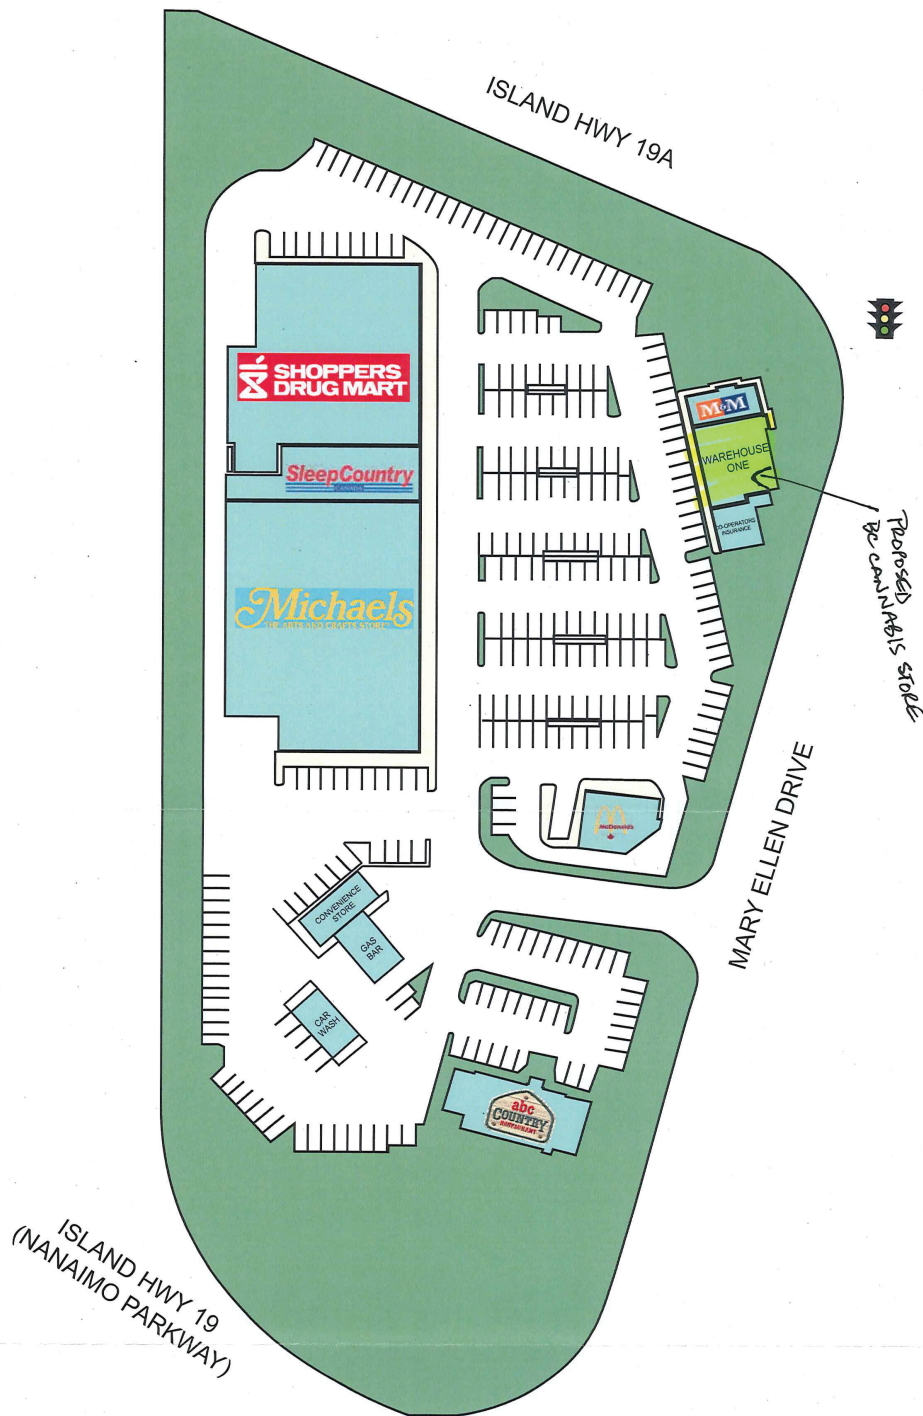 ISLAND HWY 19A
SHOPPERS
DRUG MART
M&M
WAREHOUSE
ONE
CO-OPERATORS
INSURANCE
PROPOSED
BC CANNABIS STORE
SleepCountry
CANADA
Michaels
THE ARTS AND CRAFTS STORE
McDonald's
MARY ELLEN DRIVE
CONVENIENCE
STORE
GAS
BAR
CAR
WASH
abc
COUNTRY
RESTAURANT
ISLAND HWY 19
(NANAIMO PARKWAY)